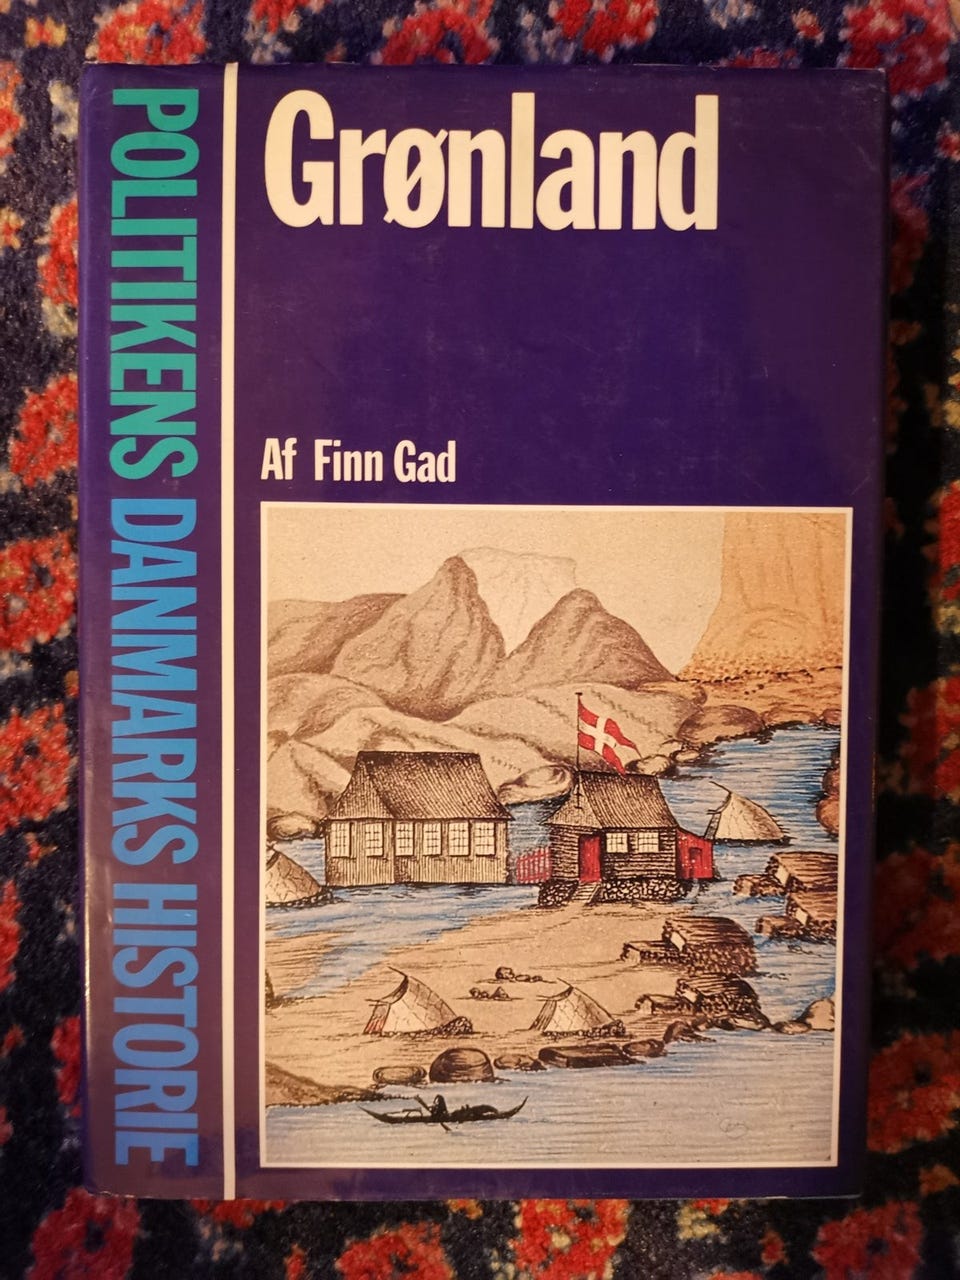 POLITIKENS DANMARKS HISTORIE
Grønland
Af Finn Gad